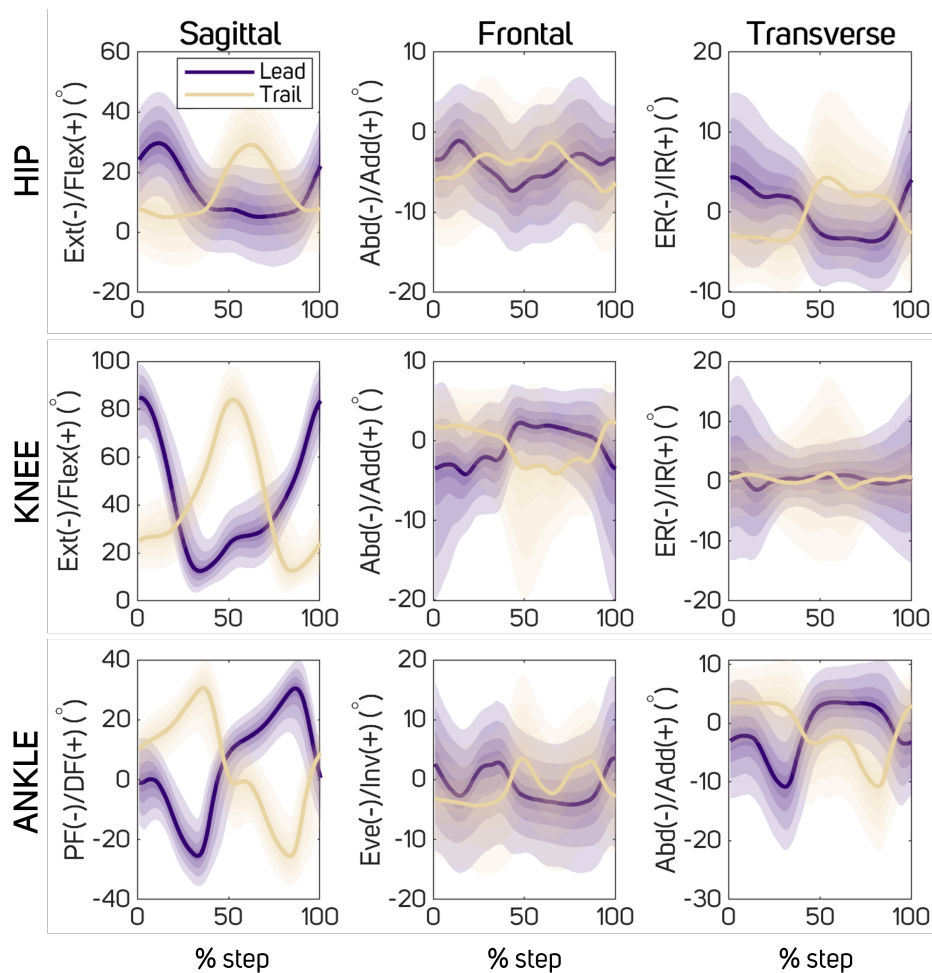 Sagittal Frontal Transverse
HIP
Ext(-)/Flex(+) (°)
60
40
20
0
-20
0 50 100
Lead
Trail
Abd(-)/Add(+) (°)
10
0
-10
-20
0 50 100
ER(-)/IR(+) (°)
20
10
0
-10
0 50 100
KNEE
Ext(-)/Flex(+) (°)
100
80
60
40
20
0
0 50 100
Abd(-)/Add(+) (°)
10
0
-10
-20
0 50 100
ER(-)/IR(+) (°)
20
10
0
-10
-20
0 50 100
ANKLE
PF(-)/DF(+) (°)
40
20
0
-20
-40
0 50 100
% step
Eve(-)/Inv(+) (°)
20
10
0
-10
-20
0 50 100
% step
Abd(-)/Add(+) (°)
10
0
-10
-20
-30
0 50 100
% step